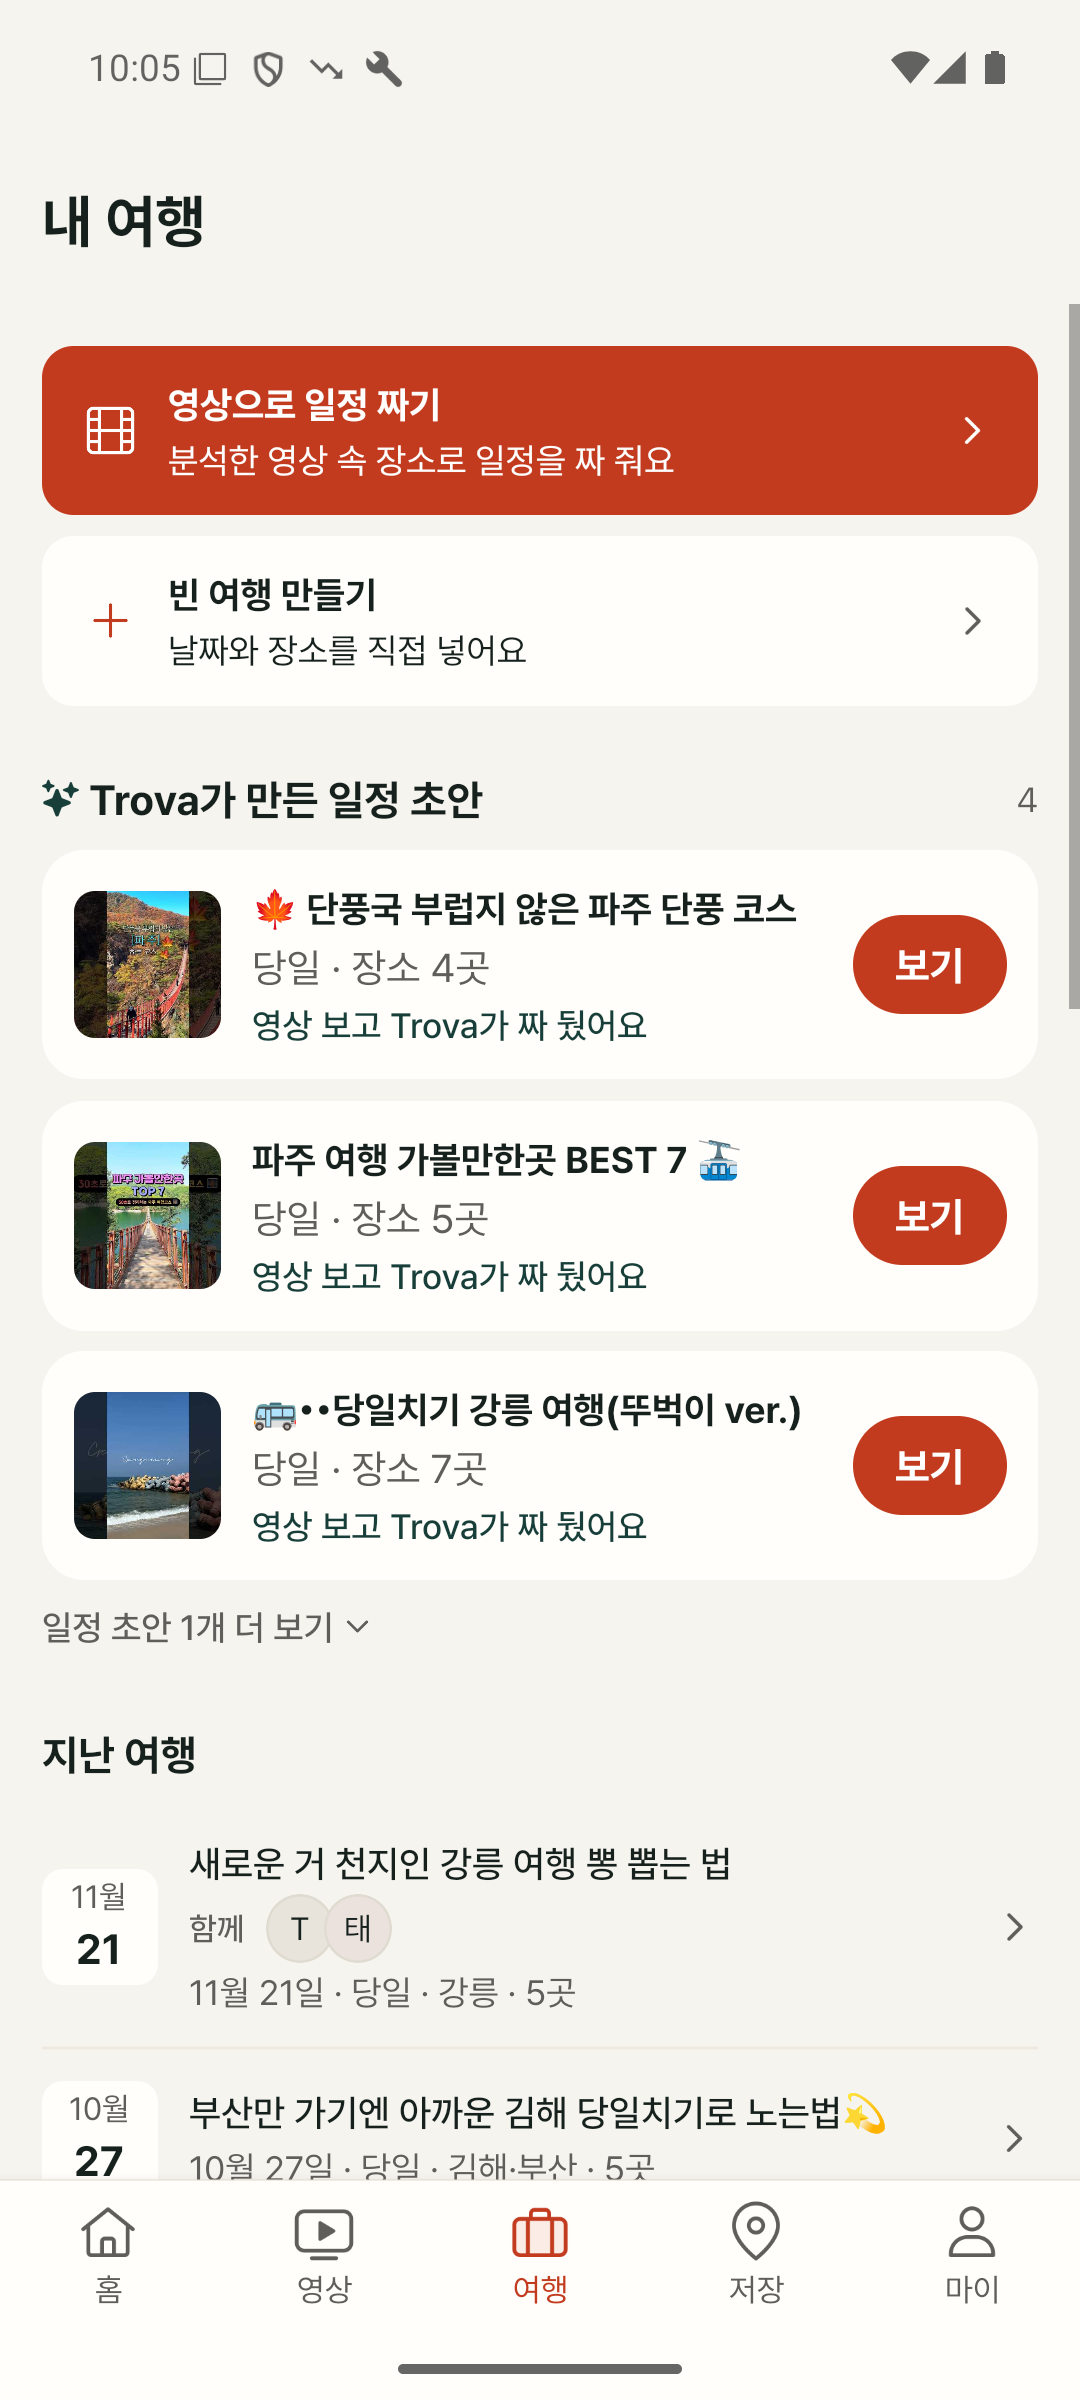 10:05
내 여행
영상으로 일정 짜기
분석한 영상 속 장소로 일정을 짜 줘요
빈 여행 만들기
날짜와 장소를 직접 넣어요
Trova가 만든 일정 초안
4
🍁 단풍국 부럽지 않은 파주 단풍 코스
당일 · 장소 4곳
영상 보고 Trova가 짜 뒀어요
보기
파주 가볼만한곳
TOP 7
파주 여행 가볼만한곳 BEST 7 🚡
당일 · 장소 5곳
영상 보고 Trova가 짜 뒀어요
보기
🚌••당일치기 강릉 여행(뚜벅이 ver.)
당일 · 장소 7곳
영상 보고 Trova가 짜 뒀어요
보기
일정 초안 1개 더 보기
지난 여행
11월
21
새로운 거 천지인 강릉 여행 뽕 뽑는 법
함께 T 태
11월 21일 · 당일 · 강릉 · 5곳
10월
27
부산만 가기엔 아까운 김해 당일치기로 노는법💫
10월 27일 · 당일 · 김해·부산 · 5곳
홈
영상
여행
저장
마이